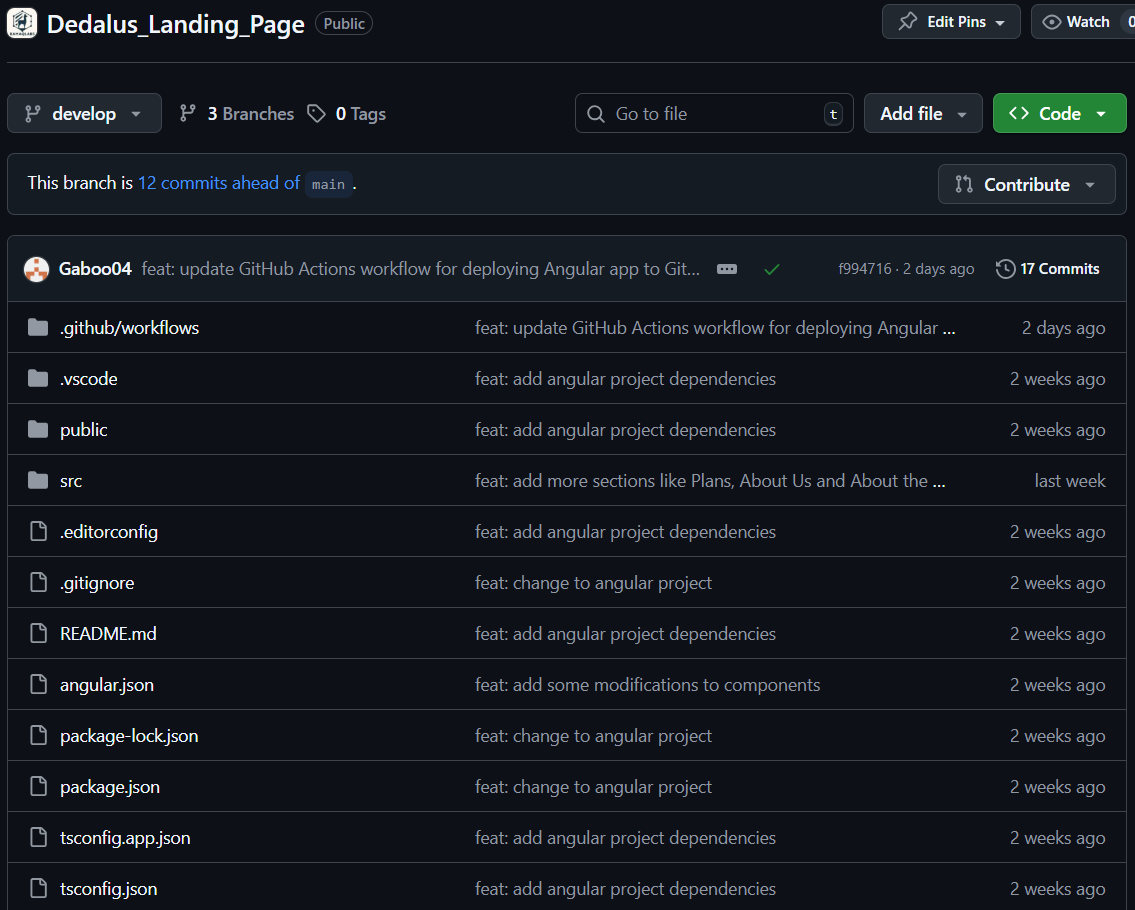 Dedalus_Landing_Page Public Edit Pins Watch 0
develop 3 Branches 0 Tags Go to file t Add file Code
This branch is 12 commits ahead of main .
Contribute
Gaboo04 feat: update GitHub Actions workflow for deploying Angular app to Git... f994716 · 2 days ago 17 Commits
.github/workflows feat: update GitHub Actions workflow for deploying Angular ... 2 days ago
.vscode feat: add angular project dependencies 2 weeks ago
public feat: add angular project dependencies 2 weeks ago
src feat: add more sections like Plans, About Us and About the ... last week
.editorconfig feat: add angular project dependencies 2 weeks ago
.gitignore feat: change to angular project 2 weeks ago
README.md feat: add angular project dependencies 2 weeks ago
angular.json feat: add some modifications to components 2 weeks ago
package-lock.json feat: change to angular project 2 weeks ago
package.json feat: change to angular project 2 weeks ago
tsconfig.app.json feat: add angular project dependencies 2 weeks ago
tsconfig.json feat: add angular project dependencies 2 weeks ago